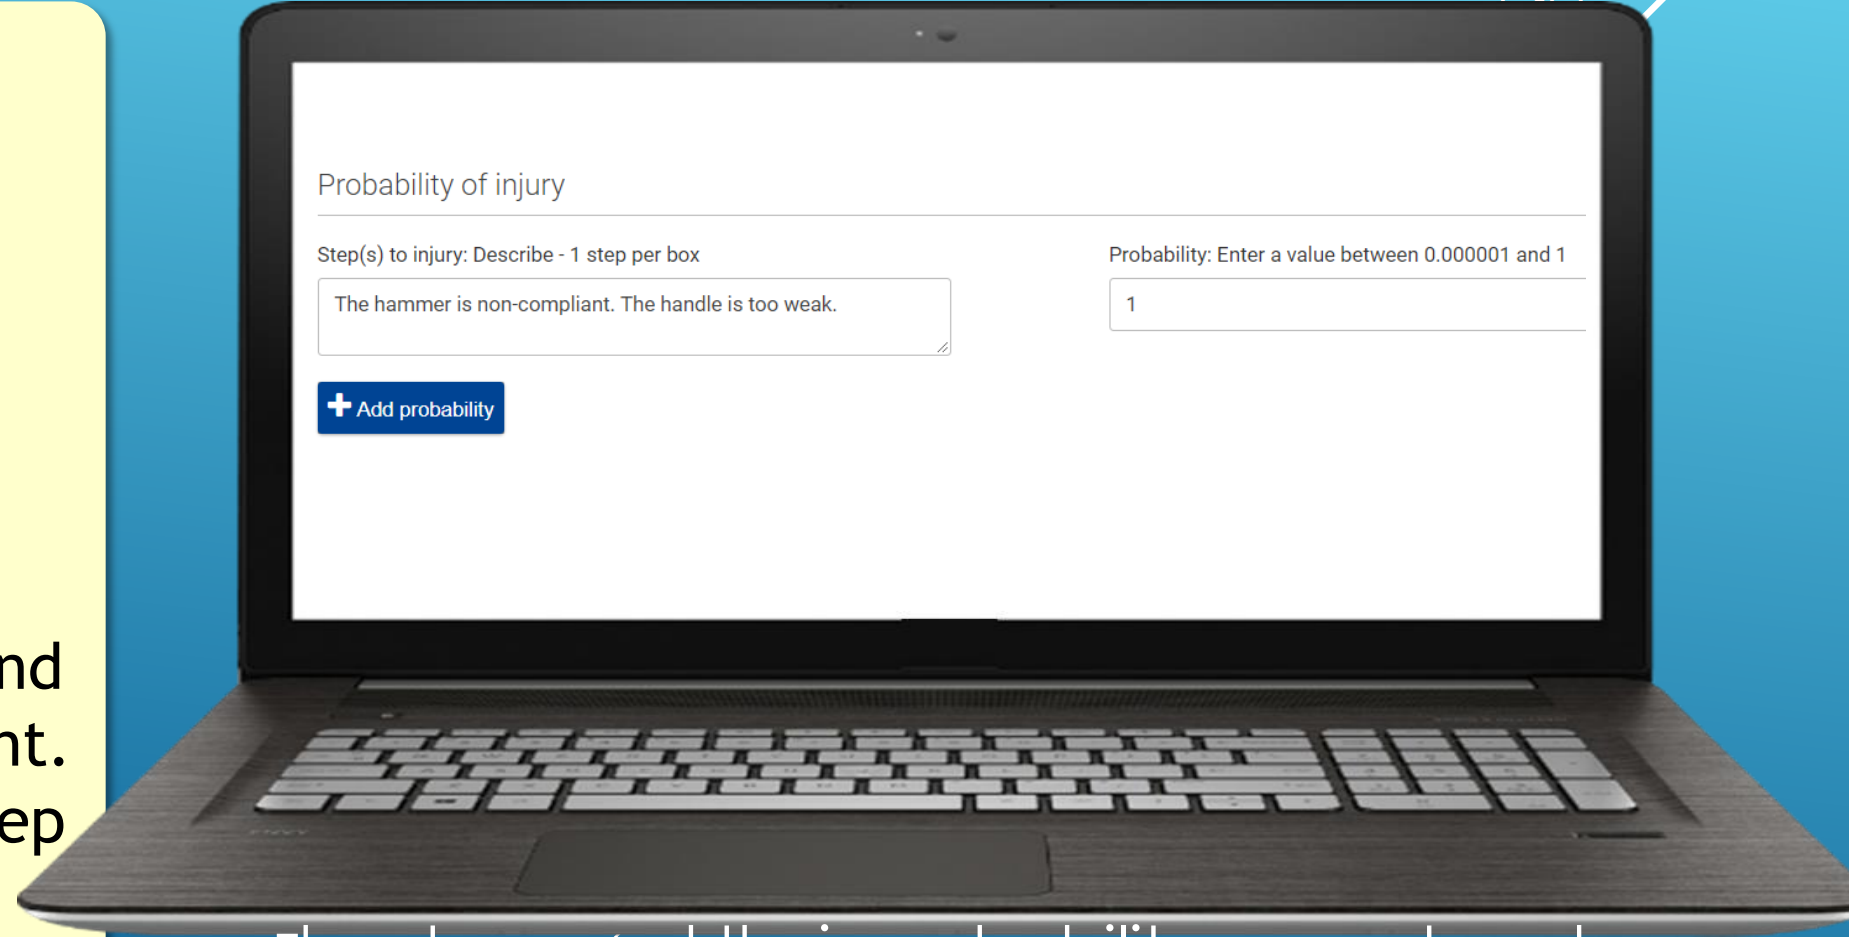 Probability of injury
Step(s) to injury: Describe - 1 step per box
Probability: Enter a value between 0.000001 and 1
The hammer is non-compliant. The handle is too weak.
1
Add probability
nd
nt.
ep